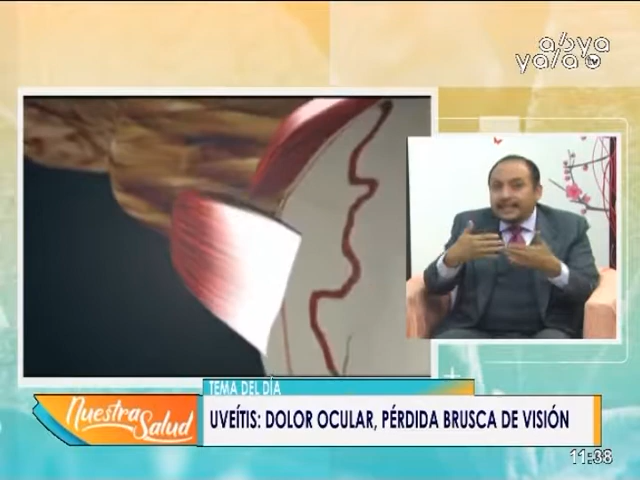 abya
yala tv
TEMA DEL DÍA
Nuestra
Salud
UVEÍTIS: DOLOR OCULAR, PÉRDIDA BRUSCA DE VISIÓN
11:38